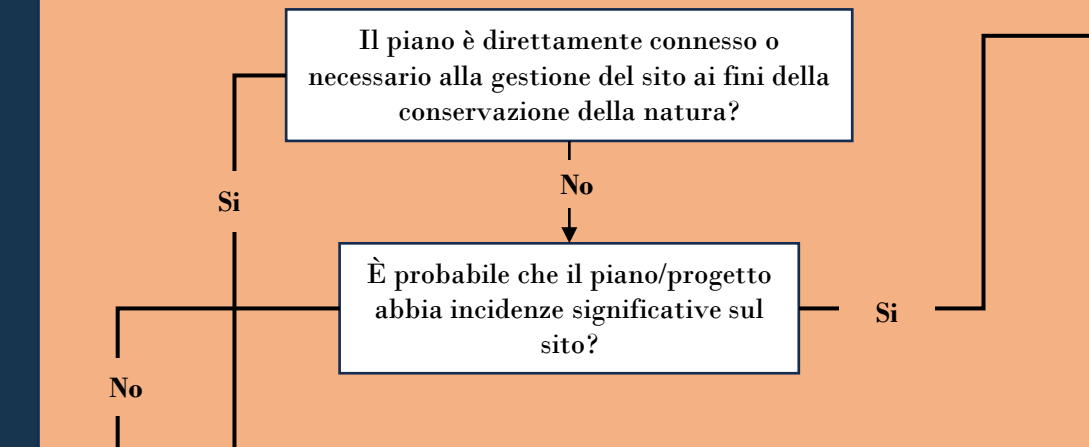 Il piano è direttamente connesso o
necessario alla gestione del sito ai fini della
conservazione della natura?
No
Si
È probabile che il piano/progetto
abbia incidenze significative sul
sito?
Si
No